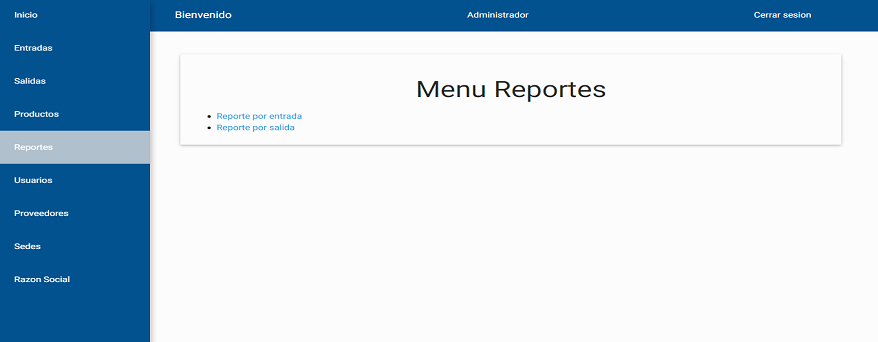 Inicio
Entradas
Salidas
Productos
Reportes
Usuarios
Proveedores
Sedes
Razon Social
Bienvenido Administrador Cerrar sesion
Menu Reportes
Reporte por entrada
Reporte por salida